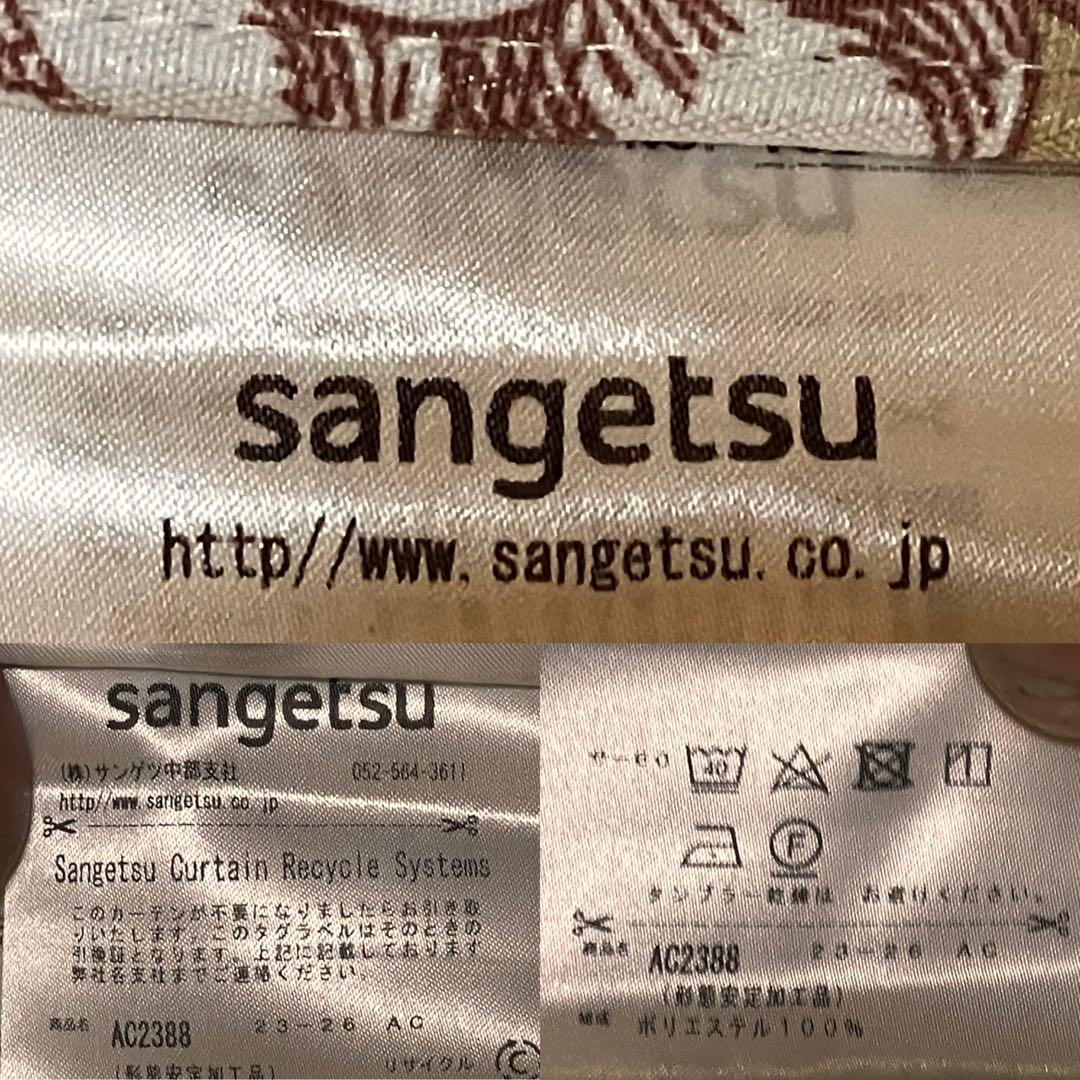 sangetsu
http//www.sangetsu.co.jp
sangetsu
(株)サンゲツ中部支社 052-564-3611
http//www.sangetsu.co.jp
Sangetsu Curtain Recycle Systems
このカーテンが不要になりましたらお引き取
りいたします。このタグラベルはそのときの
引換証となります。上記に記載しております
弊社各支社までご連絡ください。
商品名 AC2388 23-26 AC
(形態安定加工品) リサイクル
サ-60 40
F
タンブラー乾燥は お避けください。
商品名 AC2388 23-26 AC
(形態安定加工品)
組成 ポリエステル100%